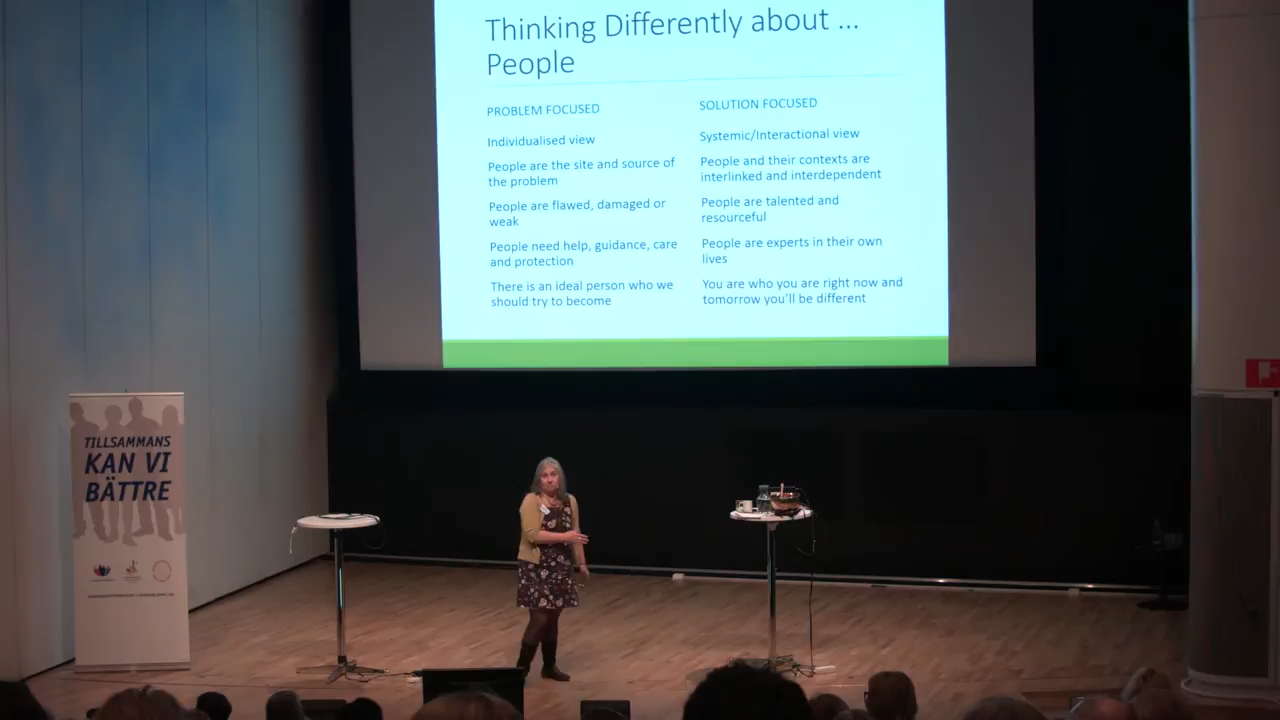 Thinking Differently about ...
People
PROBLEM FOCUSED
Individualised view
People are the site and source of
the problem
People are flawed, damaged or
weak
People need help, guidance, care
and protection
There is an ideal person who we
should try to become
SOLUTION FOCUSED
Systemic/Interactional view
People and their contexts are
interlinked and interdependent
People are talented and
resourceful
People are experts in their own
lives
You are who you are right now and
tomorrow you'll be different
TILLSAMMANS
KAN VI
BÄTTRE